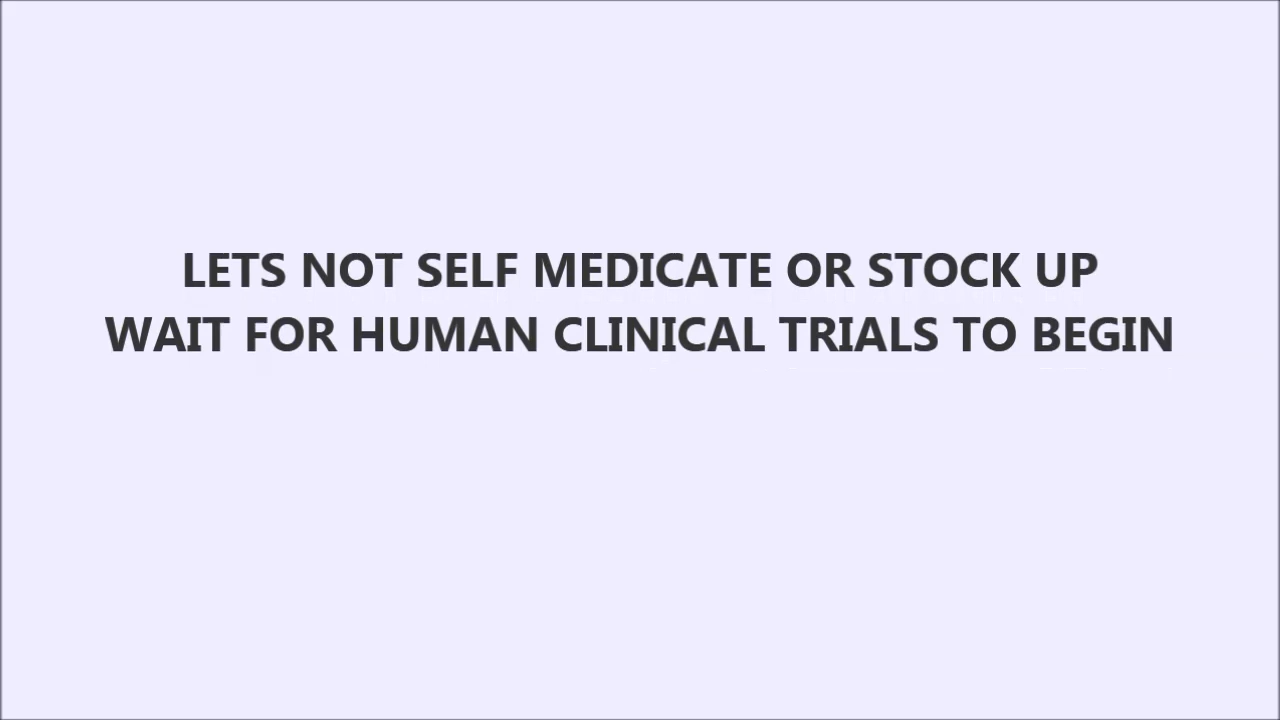 LETS NOT SELF MEDICATE OR STOCK UP
WAIT FOR HUMAN CLINICAL TRIALS TO BEGIN